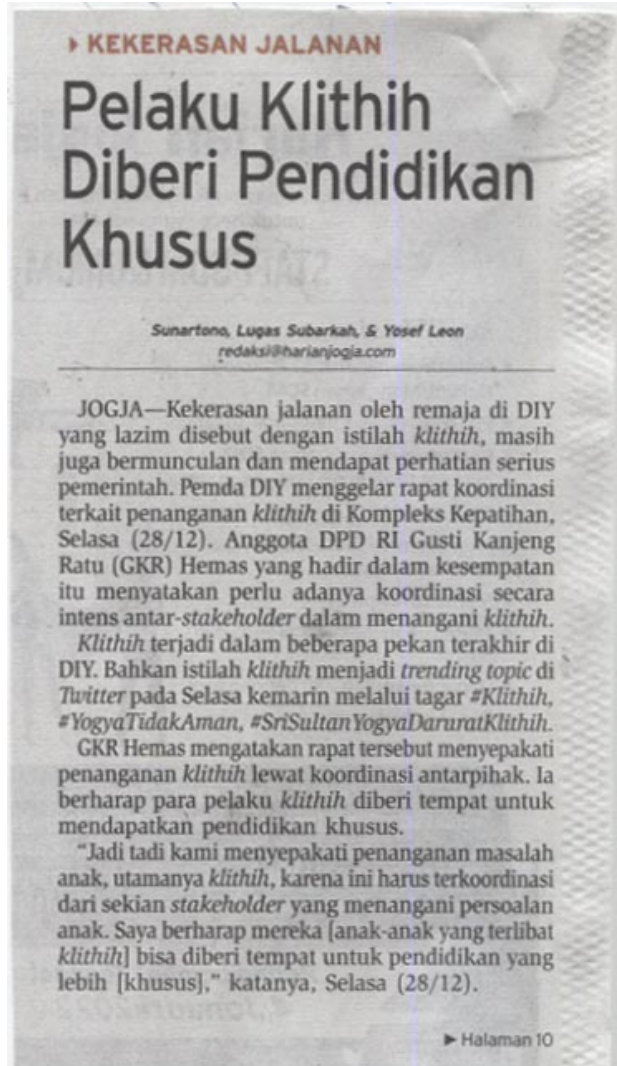 ▸ KEKERASAN JALANAN
Pelaku Klithih
Diberi Pendidikan
Khusus
Sunartono, Lugas Subarkah, & Yosef Leon
redaksi@harianjogja.com
JOGJA—Kekerasan jalanan oleh remaja di DIY
yang lazim disebut dengan istilah klithih, masih
juga bermunculan dan mendapat perhatian serius
pemerintah. Pemda DIY menggelar rapat koordinasi
terkait penanganan klithih di Kompleks Kepatihan,
Selasa (28/12). Anggota DPD RI Gusti Kanjeng
Ratu (GKR) Hemas yang hadir dalam kesempatan
itu menyatakan perlu adanya koordinasi secara
intens antar-stakeholder dalam menangani klithih.
Klithih terjadi dalam beberapa pekan terakhir di
DIY. Bahkan istilah klithih menjadi trending topic di
Twitter pada Selasa kemarin melalui tagar #Klithih,
#YogyaTidakAman, #SriSultanYogyaDaruratKlithih.
GKR Hemas mengatakan rapat tersebut menyepakati
penanganan klithih lewat koordinasi antarpihak. Ia
berharap para pelaku klithih diberi tempat untuk
mendapatkan pendidikan khusus.
“Jadi tadi kami menyepakati penanganan masalah
anak, utamanya klithih, karena ini harus terkoordinasi
dari sekian stakeholder yang menangani persoalan
anak. Saya berharap mereka [anak-anak yang terlibat
klithih] bisa diberi tempat untuk pendidikan yang
lebih [khusus],” katanya, Selasa (28/12).
▶ Halaman 10